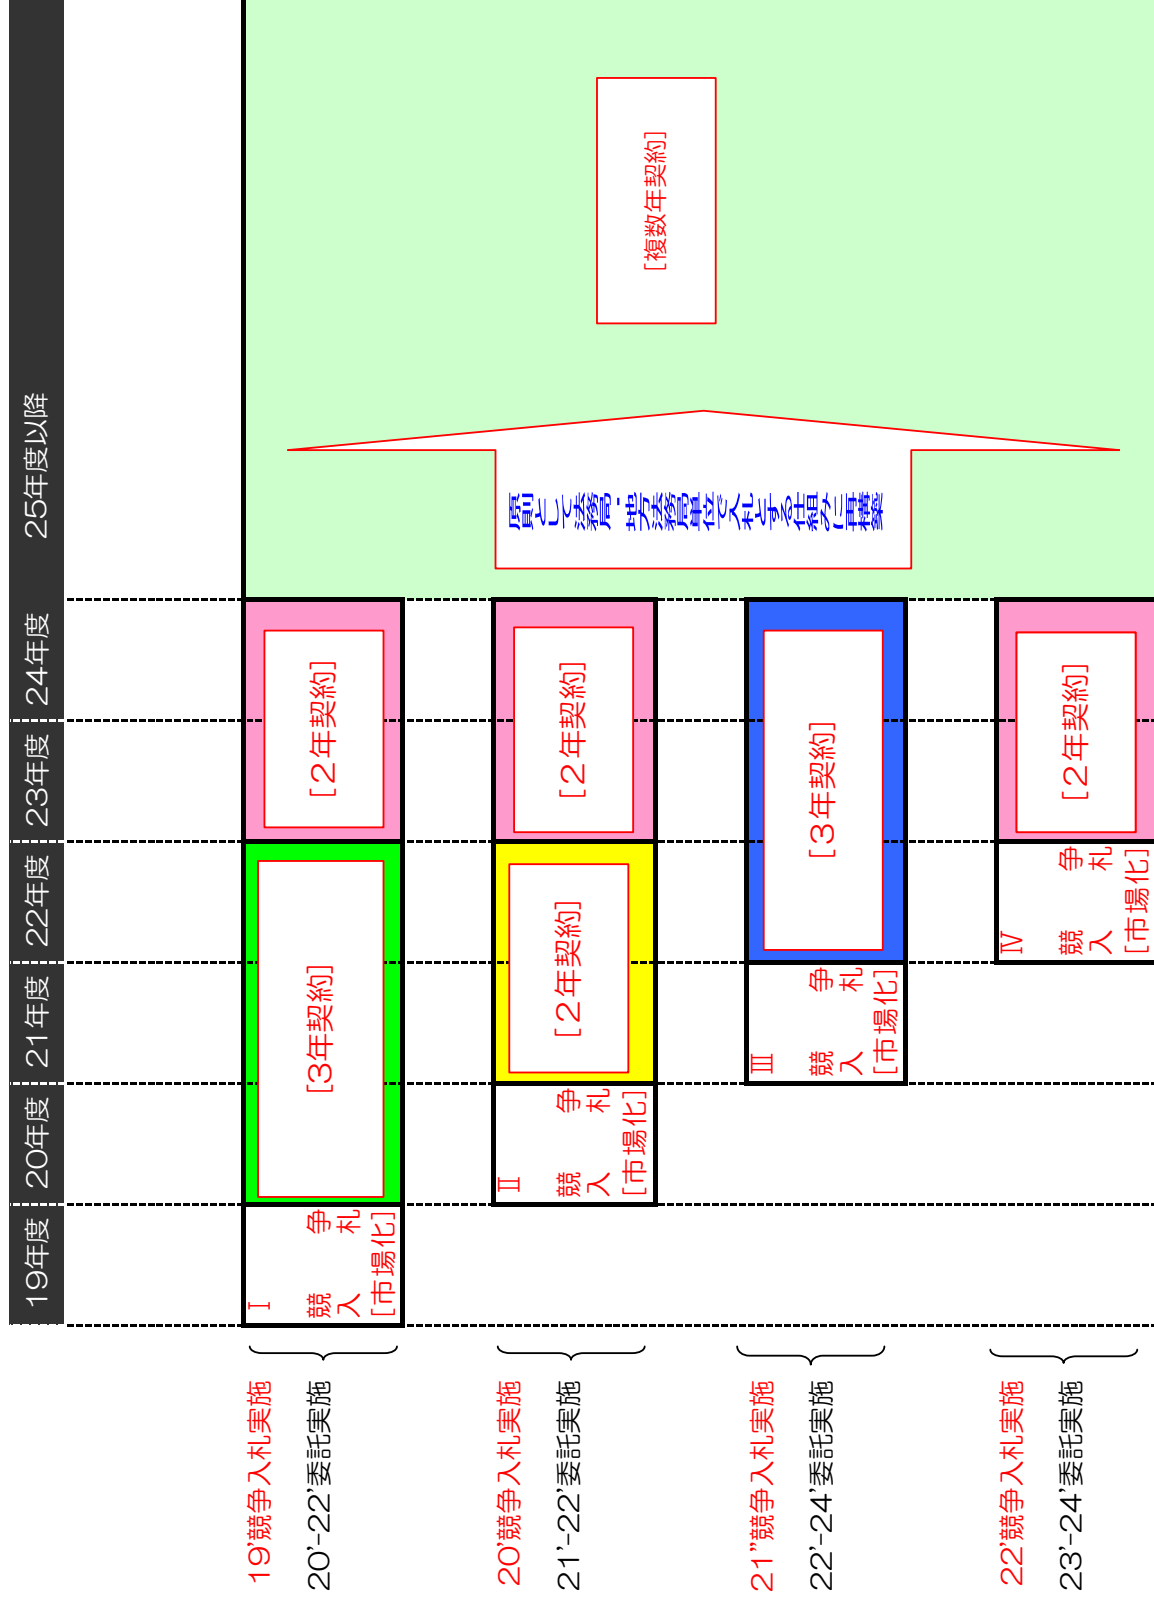 19年度
20年度
21年度
22年度
23年度
24年度
25年度以降
19’競争入札実施
20’-22’委託実施
Ⅰ
競 争
入 札
[市場化]
[3年契約]
[２年契約]
20’競争入札実施
21’-22’委託実施
Ⅱ
競 争
入 札
[市場化]
[２年契約]
[２年契約]
21”競争入札実施
22’-24’委託実施
Ⅲ
競 争
入 札
[市場化]
[3年契約]
22’競争入札実施
23’-24’委託実施
Ⅳ
競 争
入 札
[市場化]
[２年契約]
原則として法務局・地方法務局単位で入札とする仕組みに再構築
[複数年契約]